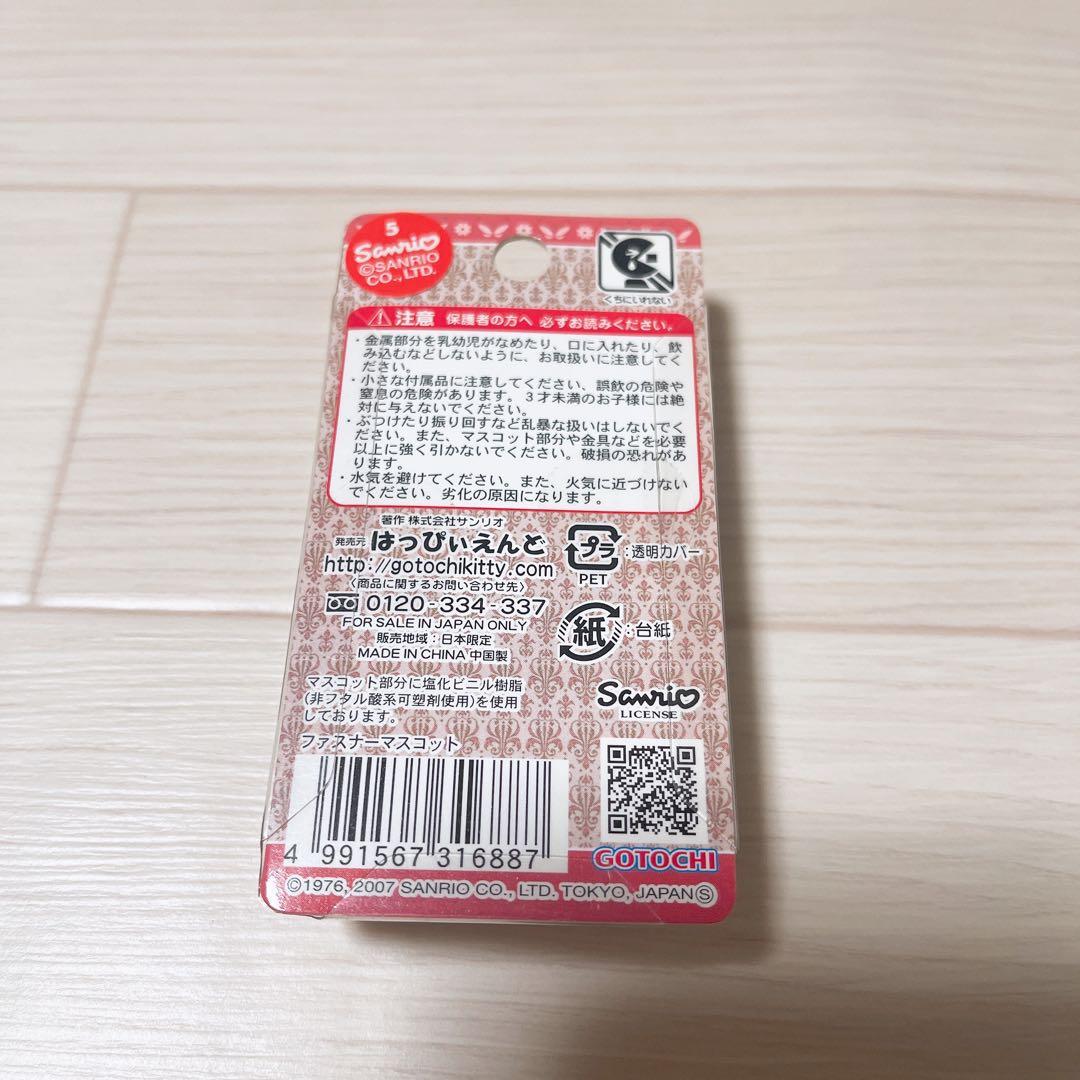 5
Sanrio
©SANRIO
CO., LTD.
くちにいれない
注意 保護者の方へ 必ずお読みください。
・金属部分を乳幼児がなめたり、口に入れたり、飲
み込むなどしないように、お取扱いに注意してく
ださい。
・小さな付属品に注意してください、誤飲の危険や
窒息の危険があります。3才未満のお子様には絶
対に与えないでください。
・ぶつけたり振り回すなど乱暴な扱いはしないでく
ださい。また、マスコット部分や金具などを必要
以上に強く引かないでください。破損の恐れがあ
ります。
・水気を避けてください。また、火気に近づけない
でください。劣化の原因になります。
著作 株式会社サンリオ
発売元 はっぴぃえんど
http://gotochikitty.com
〈商品に関するお問い合わせ先〉
0120-334-337
FOR SALE IN JAPAN ONLY
販売地域：日本限定
MADE IN CHINA 中国製
プラ :透明カバー
PET
紙 :台紙
マスコット部分に塩化ビニル樹脂
(非フタル酸系可塑剤使用)を使用
しております。
Sanrio
LICENSE
ファスナーマスコット
4 991567 316887
GOTOCHI
©1976, 2007 SANRIO CO., LTD. TOKYO, JAPAN Ⓢ